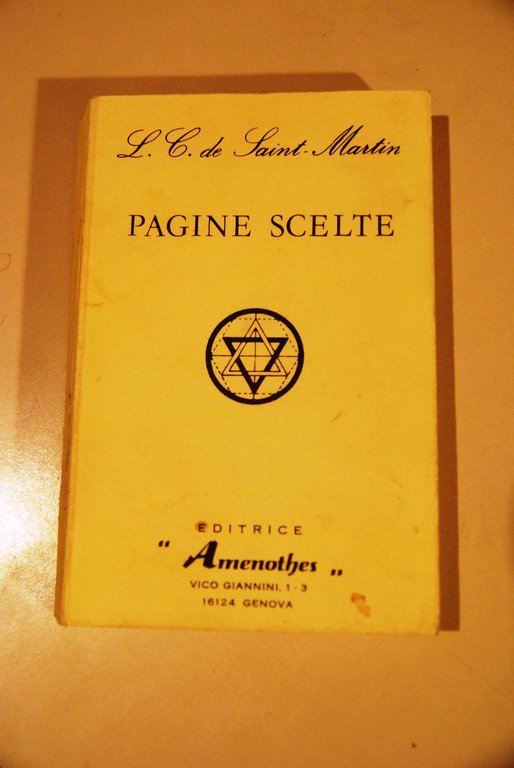 L. C. de Saint-Martin
PAGINE SCELTE
EDITRICE
"Amenothes„
VICO GIANNINI, 1-3
16124 GENOVA